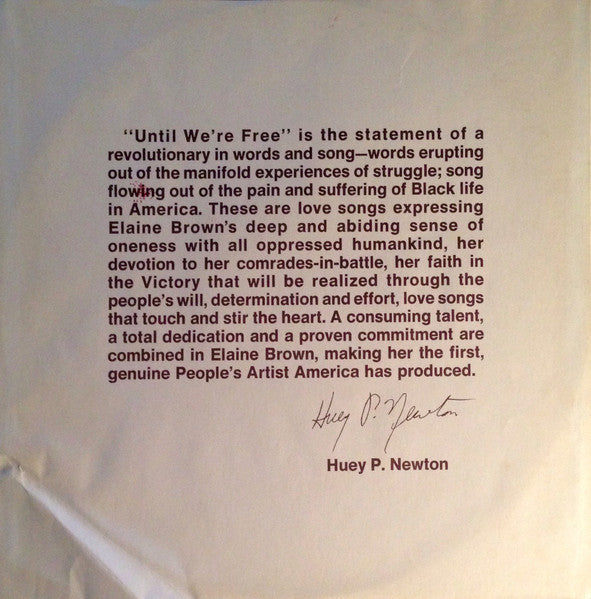 "Until We're Free" is the statement of a
revolutionary in words and song—words erupting
out of the manifold experiences of struggle; song
flowing out of the pain and suffering of Black life
in America. These are love songs expressing
Elaine Brown's deep and abiding sense of
oneness with all oppressed humankind, her
devotion to her comrades-in-battle, her faith in
the Victory that will be realized through the
people's will, determination and effort, love songs
that touch and stir the heart. A consuming talent,
a total dedication and a proven commitment are
combined in Elaine Brown, making her the first,
genuine People's Artist America has produced.
Huey P. Newton
Huey P. Newton